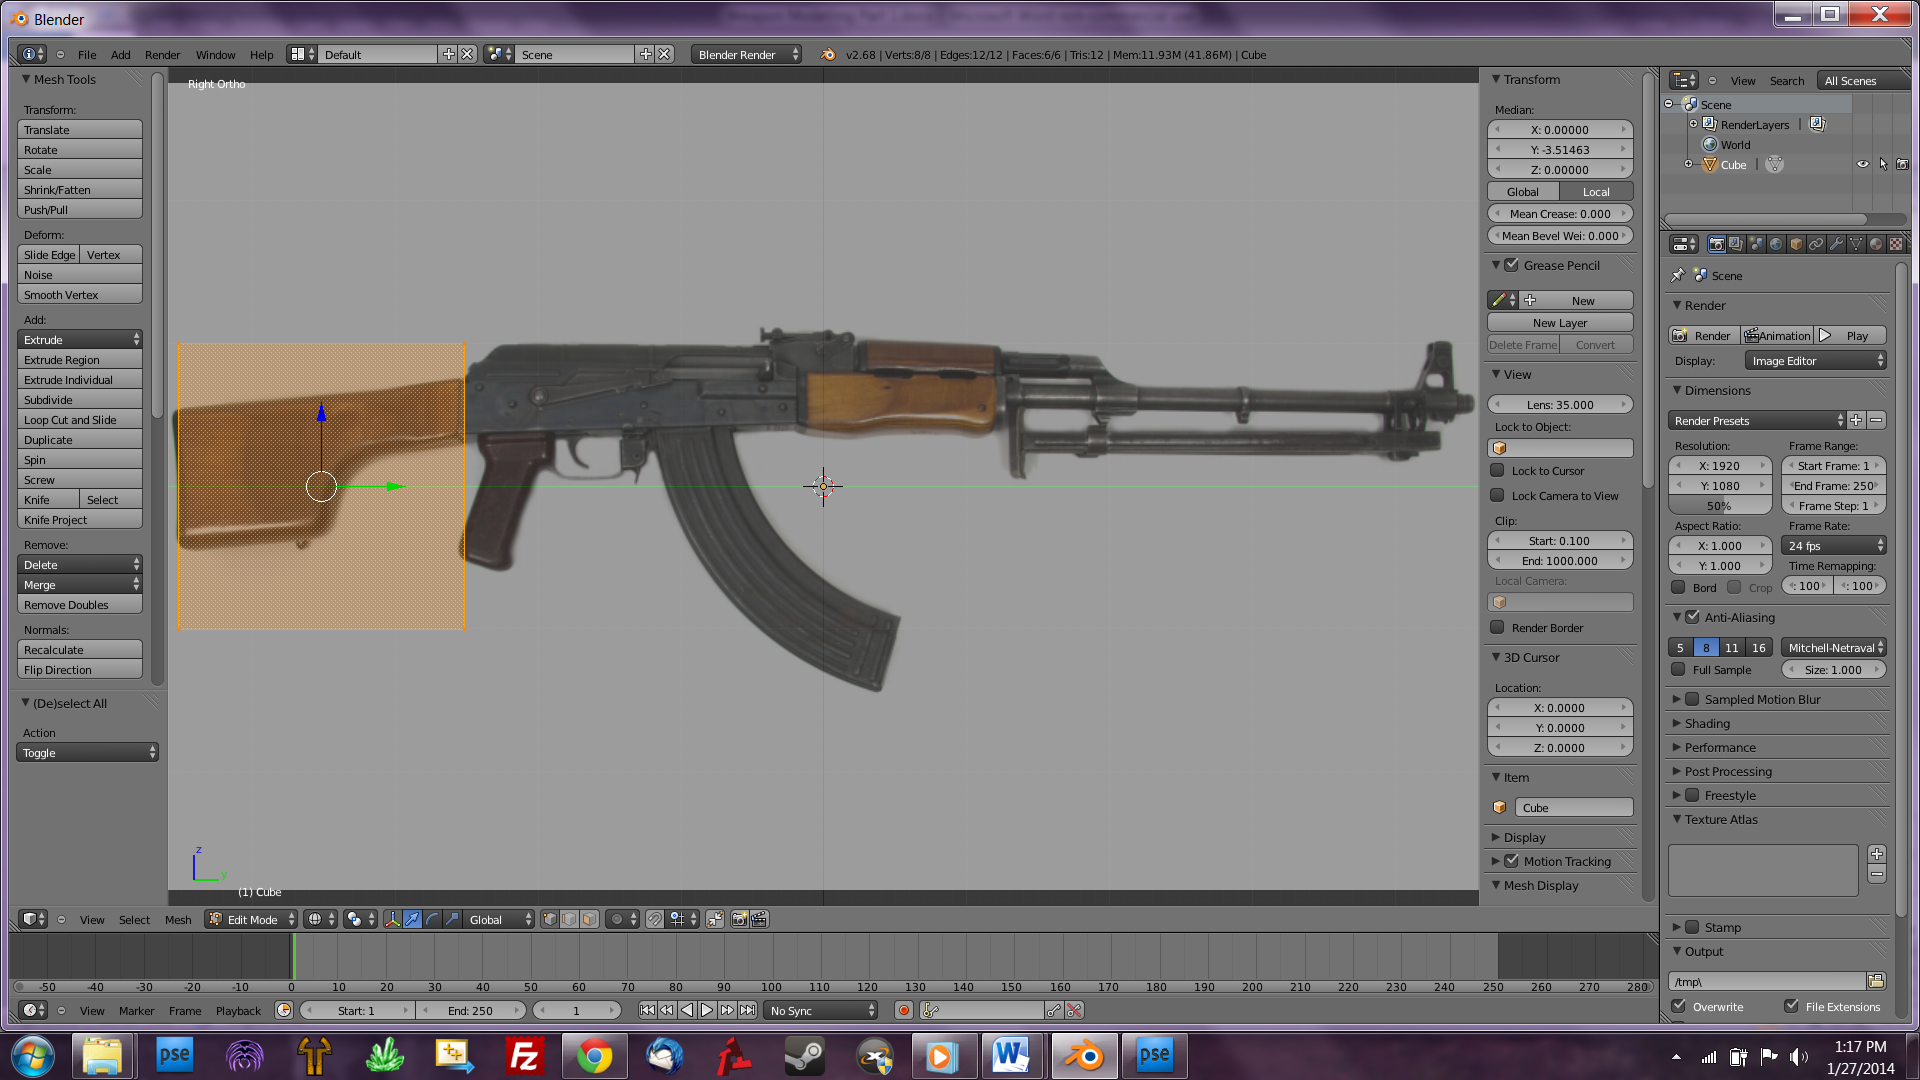 Blender
File Add Render Window Help Default Scene Blender Render v2.68 | Verts:8/8 | Edges:12/12 | Faces:6/6 | Tris:12 | Mem:11.93M (41.86M) | Cube
Mesh Tools
Transform:
Translate
Rotate
Scale
Shrink/Fatten
Push/Pull
Deform:
Slide Edge Vertex
Noise
Smooth Vertex
Add:
Extrude
Extrude Region
Extrude Individual
Subdivide
Loop Cut and Slide
Duplicate
Spin
Screw
Knife Select
Knife Project
Remove:
Delete
Merge
Remove Doubles
Normals:
Recalculate
Flip Direction
(De)select All
Action
Toggle
Right Ortho
z
y
(1) Cube
Transform
Median:
X: 0.00000
Y: -3.51463
Z: 0.00000
Global Local
Mean Crease: 0.000
Mean Bevel Wei: 0.000
Grease Pencil
New
New Layer
Delete Frame Convert
View
Lens: 35.000
Lock to Object:
Lock to Cursor
Lock Camera to View
Clip:
Start: 0.100
End: 1000.000
Local Camera:
Render Border
3D Cursor
Location:
X: 0.0000
Y: 0.0000
Z: 0.0000
Item
Cube
Display
Motion Tracking
Mesh Display
View Search All Scenes
Scene
RenderLayers |
World
Cube |
Scene
Render
Render Animation Play
Display: Image Editor
Dimensions
Render Presets
Resolution: Frame Range:
X: 1920 Start Frame: 1
Y: 1080 End Frame: 250
50% Frame Step: 1
Aspect Ratio: Frame Rate:
X: 1.000 24 fps
Y: 1.000 Time Remapping:
Bord Crop : 100 : 100
Anti-Aliasing
5 8 11 16 Mitchell-Netraval
Full Sample Size: 1.000
Sampled Motion Blur
Shading
Performance
Post Processing
Freestyle
Texture Atlas
Stamp
Output
/tmp\
Overwrite File Extensions
View Select Mesh Edit Mode Global
-50 -40 -30 -20 -10 0 10 20 30 40 50 60 70 80 90 100 110 120 130 140 150 160 170 180 190 200 210 220 230 240 250 260 270 280
View Marker Frame Playback Start: 1 End: 250 1 No Sync
pse Fz W pse
1:17 PM
1/27/2014